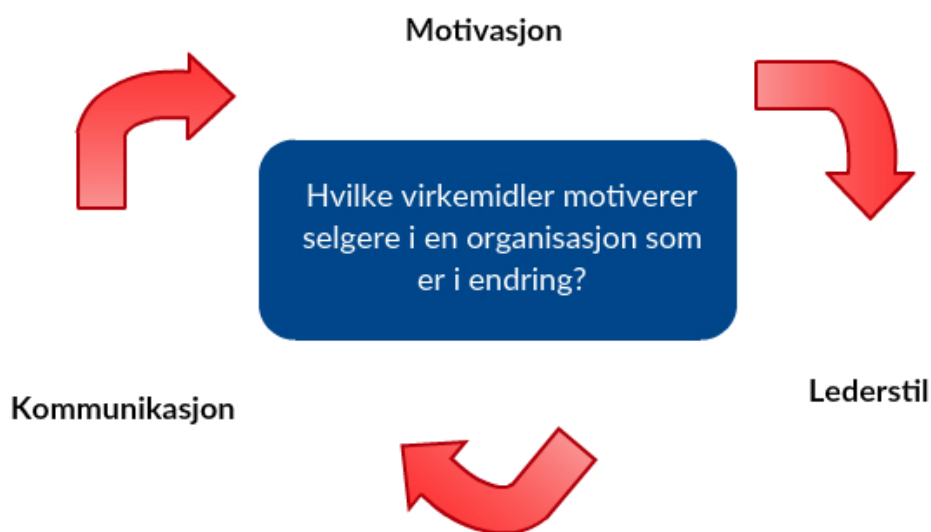 Motivasjon
Hvilke virkemidler motiverer
selgere i en organisasjon som
er i endring?
Lederstil
Kommunikasjon